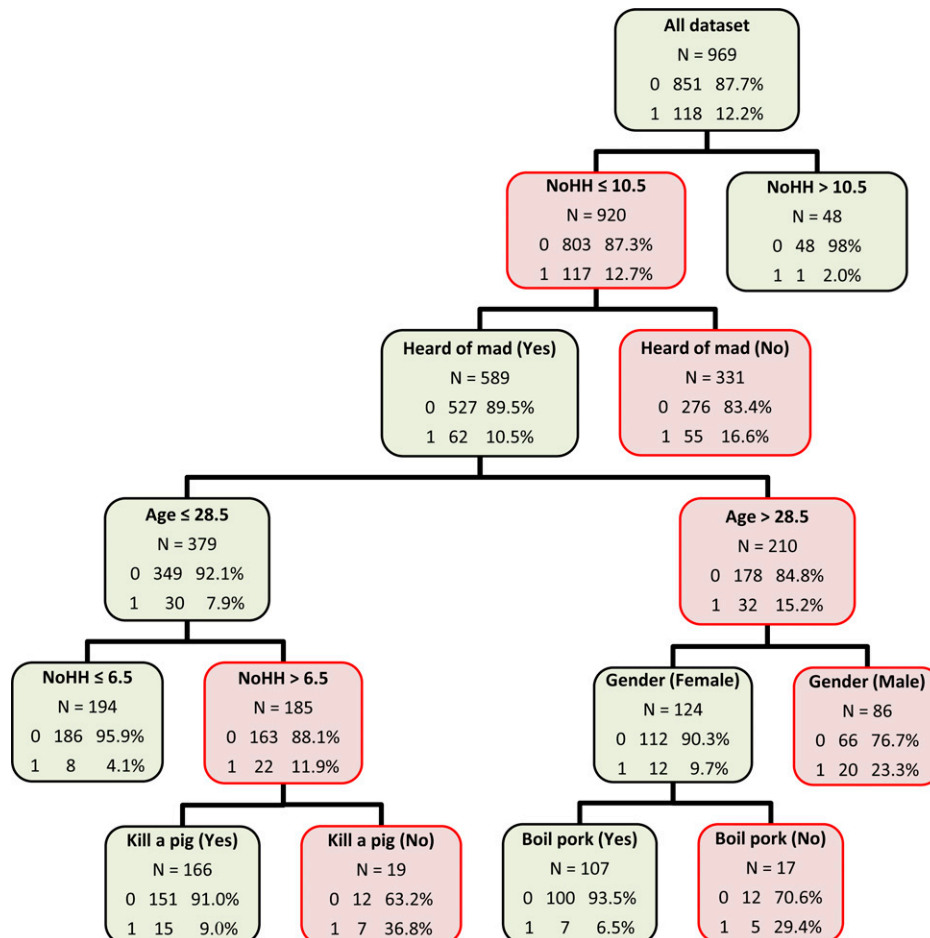 All dataset
N = 969
0 851 87.7%
1 118 12.2%
NoHH ≤ 10.5
N = 920
0 803 87.3%
1 117 12.7%
NoHH > 10.5
N = 48
0 48 98%
1 1 2.0%
Heard of mad (Yes)
N = 589
0 527 89.5%
1 62 10.5%
Heard of mad (No)
N = 331
0 276 83.4%
1 55 16.6%
Age ≤ 28.5
N = 379
0 349 92.1%
1 30 7.9%
Age > 28.5
N = 210
0 178 84.8%
1 32 15.2%
NoHH ≤ 6.5
N = 194
0 186 95.9%
1 8 4.1%
NoHH > 6.5
N = 185
0 163 88.1%
1 22 11.9%
Gender (Female)
N = 124
0 112 90.3%
1 12 9.7%
Gender (Male)
N = 86
0 66 76.7%
1 20 23.3%
Kill a pig (Yes)
N = 166
0 151 91.0%
1 15 9.0%
Kill a pig (No)
N = 19
0 12 63.2%
1 7 36.8%
Boil pork (Yes)
N = 107
0 100 93.5%
1 7 6.5%
Boil pork (No)
N = 17
0 12 70.6%
1 5 29.4%